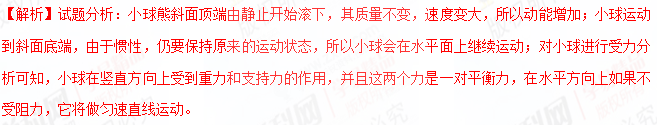 【解析】试题分析：小球熊斜面顶端由静止开始滚下，其质量不变，速度变大，所以动能增加；小球运动
到斜面底端，由于惯性，仍要保持原来的运动状态，所以小球会在水平面上继续运动；对小球进行受力分
析可知，小球在竖直方向上受到重力和支持力的作用，并且这两个力是一对平衡力，在水平方向上如果不
受阻力，它将做匀速直线运动。